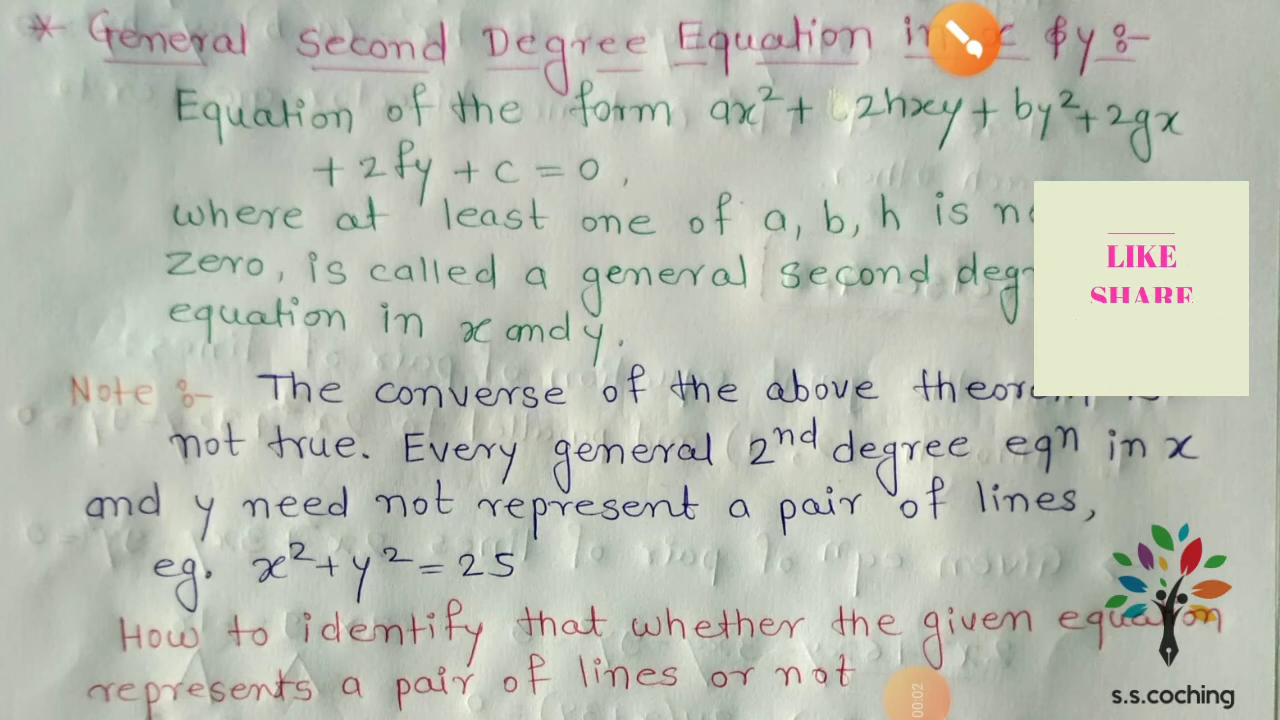 * General Second Degree Equation in x & y :-
Equation of the form ax² + 2hxy + by² + 2gx
+ 2fy + c = 0,
where at least one of a, b, h is
zero, is called a general second
equation in x and y.
Note :- The converse of the above
not true. Every general 2nd degree eqn in x
and y need not represent a pair of lines,
eg. x² + y² = 25
How to identify that whether the given equation
represents a pair of lines or not
LIKE
SHARE
s.s.coching
00:02